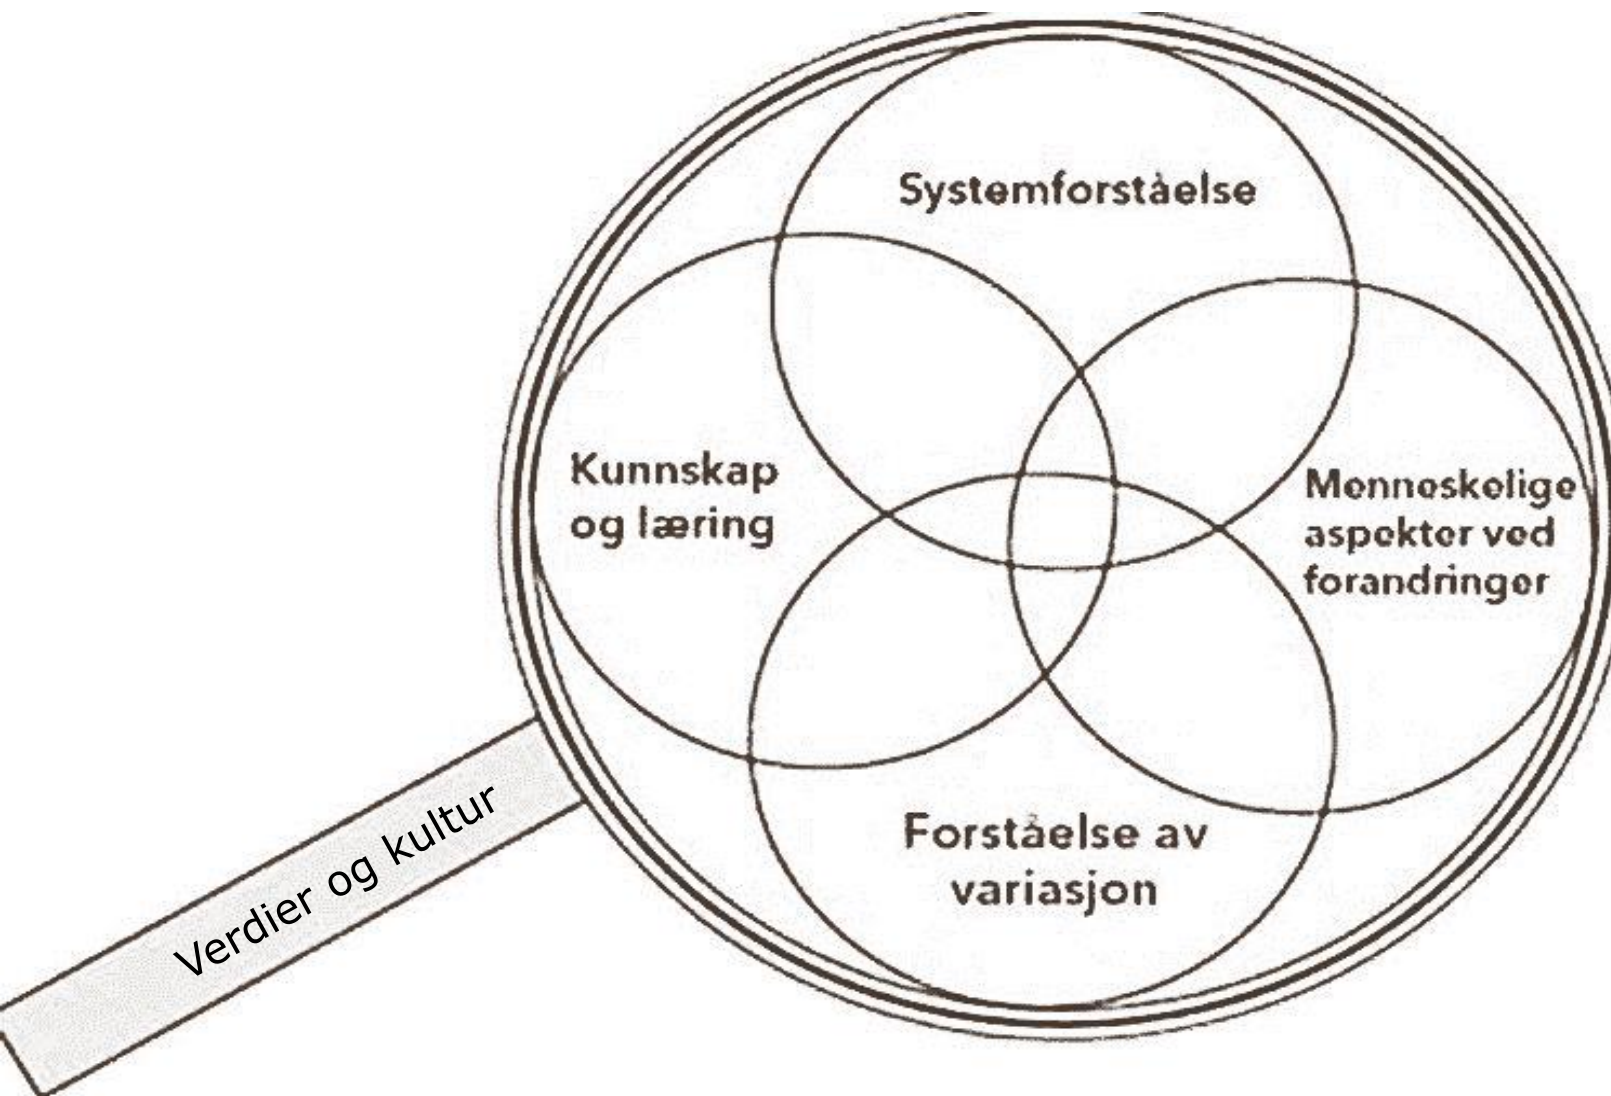 Systemforståelse
Kunnskap
og læring
Menneskelige
aspekter ved
forandringer
Forståelse av
variasjon
Verdier og kultur